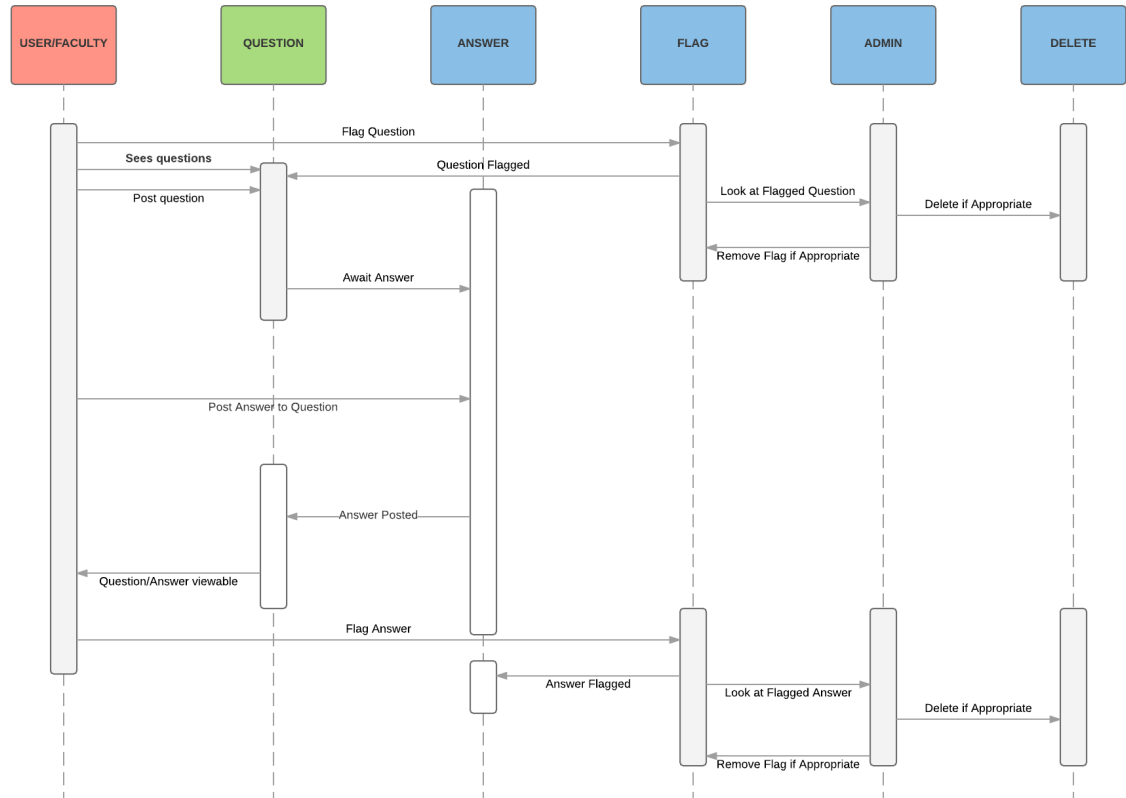 USER/FACULTY
QUESTION
ANSWER
FLAG
ADMIN
DELETE
Flag Question
Sees questions
Question Flagged
Post question
Look at Flagged Question
Delete if Appropriate
Remove Flag if Appropriate
Await Answer
Post Answer to Question
Answer Posted
Question/Answer viewable
Flag Answer
Answer Flagged
Look at Flagged Answer
Delete if Appropriate
Remove Flag if Appropriate